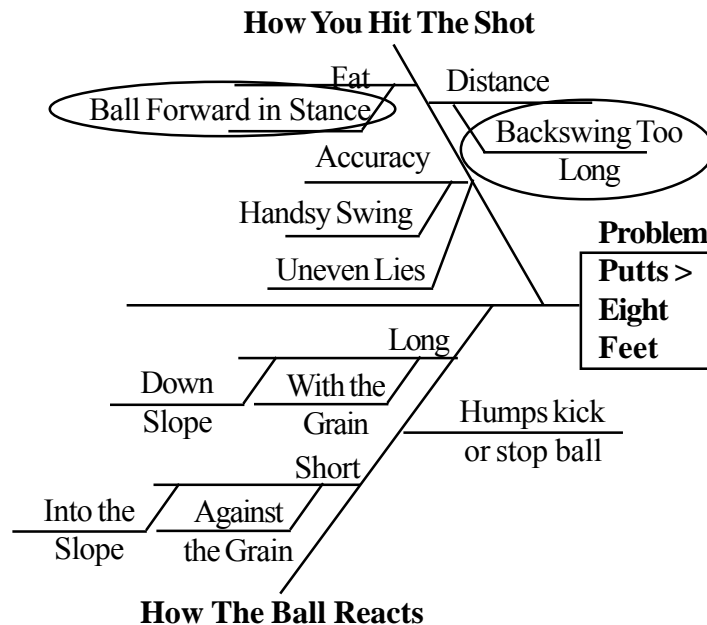 How You Hit The Shot
Fat
Distance
Ball Forward in Stance
Backswing Too
Long
Accuracy
Handsy Swing
Uneven Lies
Problem
Putts >
Eight
Feet
Long
Down
Slope
With the
Grain
Humps kick
or stop ball
Short
Into the
Slope
Against
the Grain
How The Ball Reacts